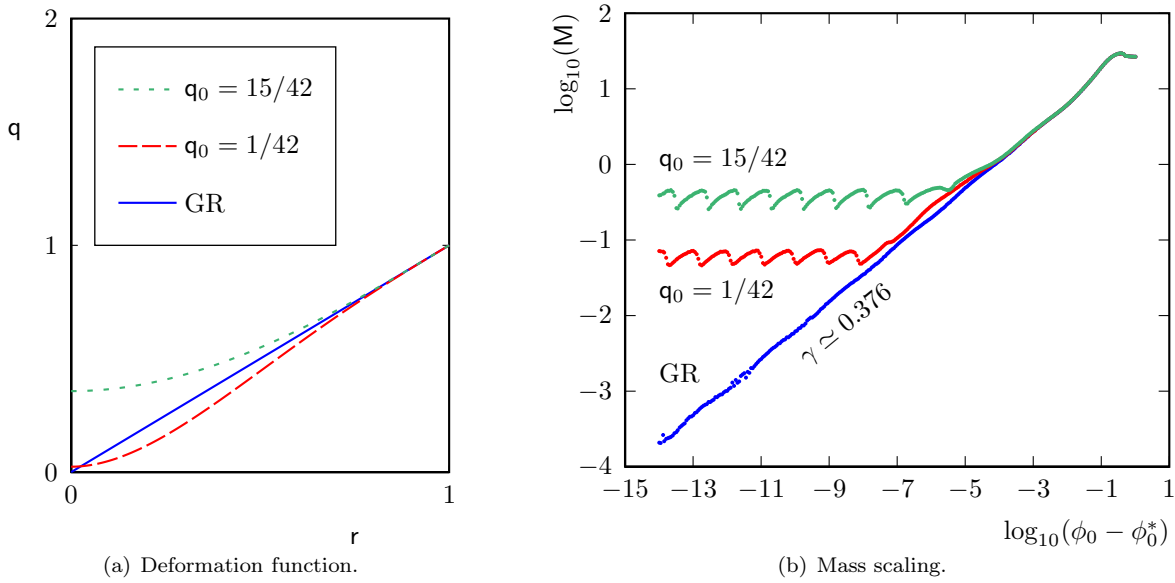 2
q
q₀ = 15/42
q₀ = 1/42
GR
1
0
0
1
r
(a) Deformation function.
log₁₀(M)
1
0
−1
−2
−3
−4
q₀ = 15/42
q₀ = 1/42
γ ≃ 0.376
GR
−15 −13 −11 −9 −7 −5 −3 −1 1
log₁₀(ϕ₀ − ϕ₀*)
(b) Mass scaling.